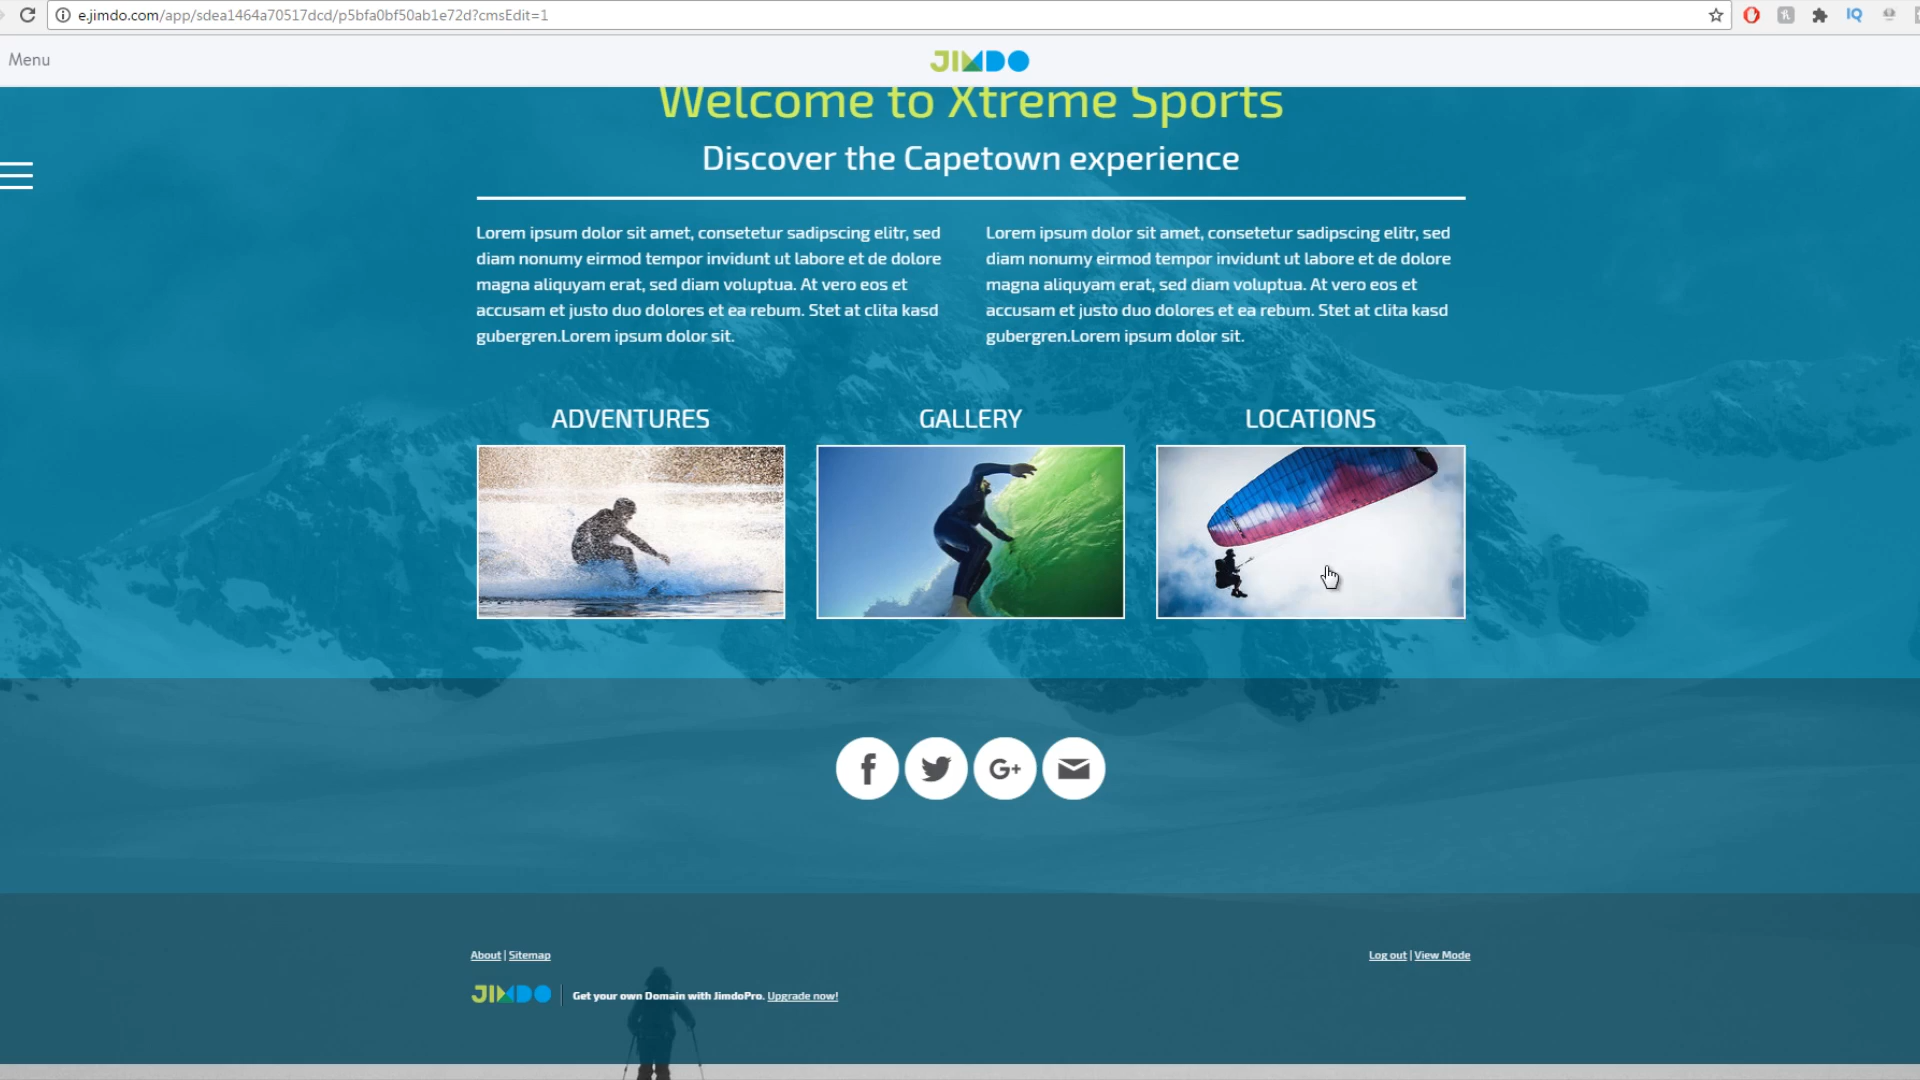 e.jimdo.com/app/sdea1464a70517dcd/p5bfa0bf50ab1e72d?cmsEdit=1
IQ
Menu
JIMDO
Welcome to Xtreme Sports
Discover the Capetown experience
Lorem ipsum dolor sit amet, consetetur sadipscing elitr, sed
diam nonumy eirmod tempor invidunt ut labore et de dolore
magna aliquyam erat, sed diam voluptua. At vero eos et
accusam et justo duo dolores et ea rebum. Stet at clita kasd
gubergren.Lorem ipsum dolor sit.
Lorem ipsum dolor sit amet, consetetur sadipscing elitr, sed
diam nonumy eirmod tempor invidunt ut labore et de dolore
magna aliquyam erat, sed diam voluptua. At vero eos et
accusam et justo duo dolores et ea rebum. Stet at clita kasd
gubergren.Lorem ipsum dolor sit.
ADVENTURES
GALLERY
LOCATIONS
G+
About | Sitemap
Log out | View Mode
JIMDO
Get your own Domain with JimdoPro. Upgrade now!